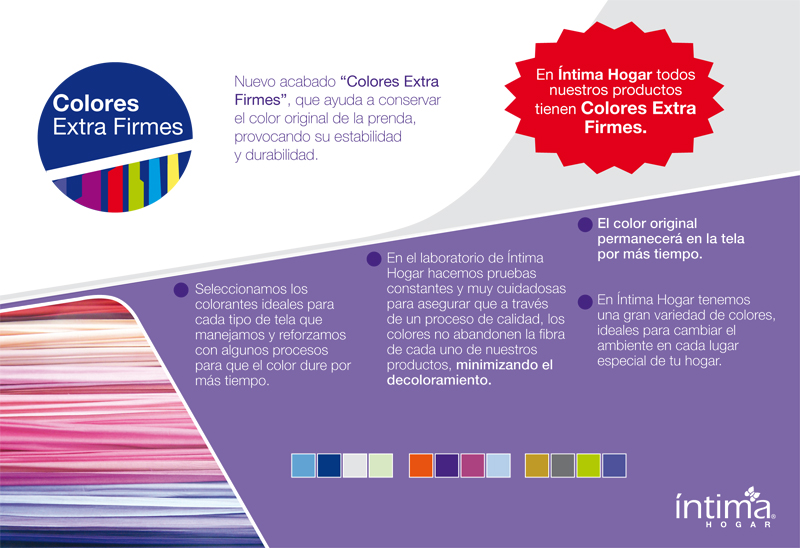 Colores
Extra Firmes
Nuevo acabado “Colores Extra
Firmes”, que ayuda a conservar
el color original de la prenda,
provocando su estabilidad
y durabilidad.
En Íntima Hogar todos
nuestros productos
tienen Colores Extra
Firmes.
Seleccionamos los
colorantes ideales para
cada tipo de tela que
manejamos y reforzamos
con algunos procesos
para que el color dure por
más tiempo.
En el laboratorio de Íntima
Hogar hacemos pruebas
constantes y muy cuidadosas
para asegurar que a través
de un proceso de calidad, los
colores no abandonen la fibra
de cada uno de nuestros
productos, minimizando el
decoloramiento.
El color original
permanecerá en la tela
por más tiempo.
En Íntima Hogar tenemos
una gran variedad de colores,
ideales para cambiar el
ambiente en cada lugar
especial de tu hogar.
íntima®
HOGAR